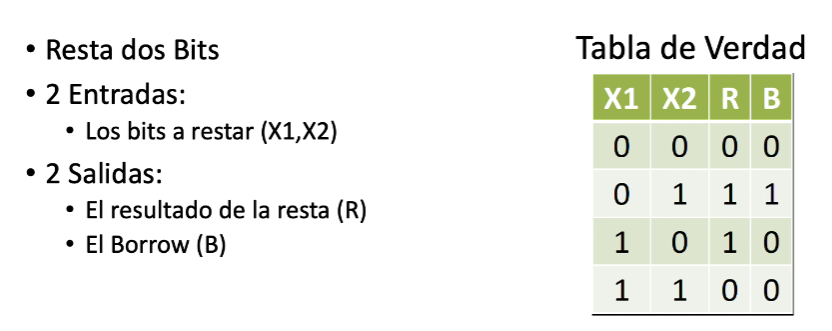 • Resta dos Bits
• 2 Entradas:
• Los bits a restar (X1,X2)
• 2 Salidas:
• El resultado de la resta (R)
• El Borrow (B)
Tabla de Verdad
X1 X2 R B
0 0 0 0
0 1 1 1
1 0 1 0
1 1 0 0